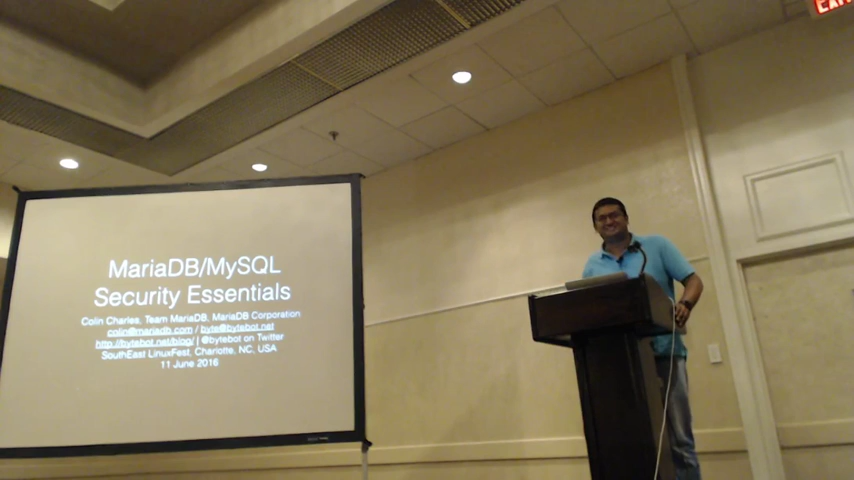 MariaDB/MySQL
Security Essentials
Colin Charles, Team MariaDB, MariaDB Corporation
colin@mariadb.com / byte@bytebot.net
http://bytebot.net/blog/ | @bytebot on Twitter
SouthEast LinuxFest, Charlotte, NC, USA
11 June 2016